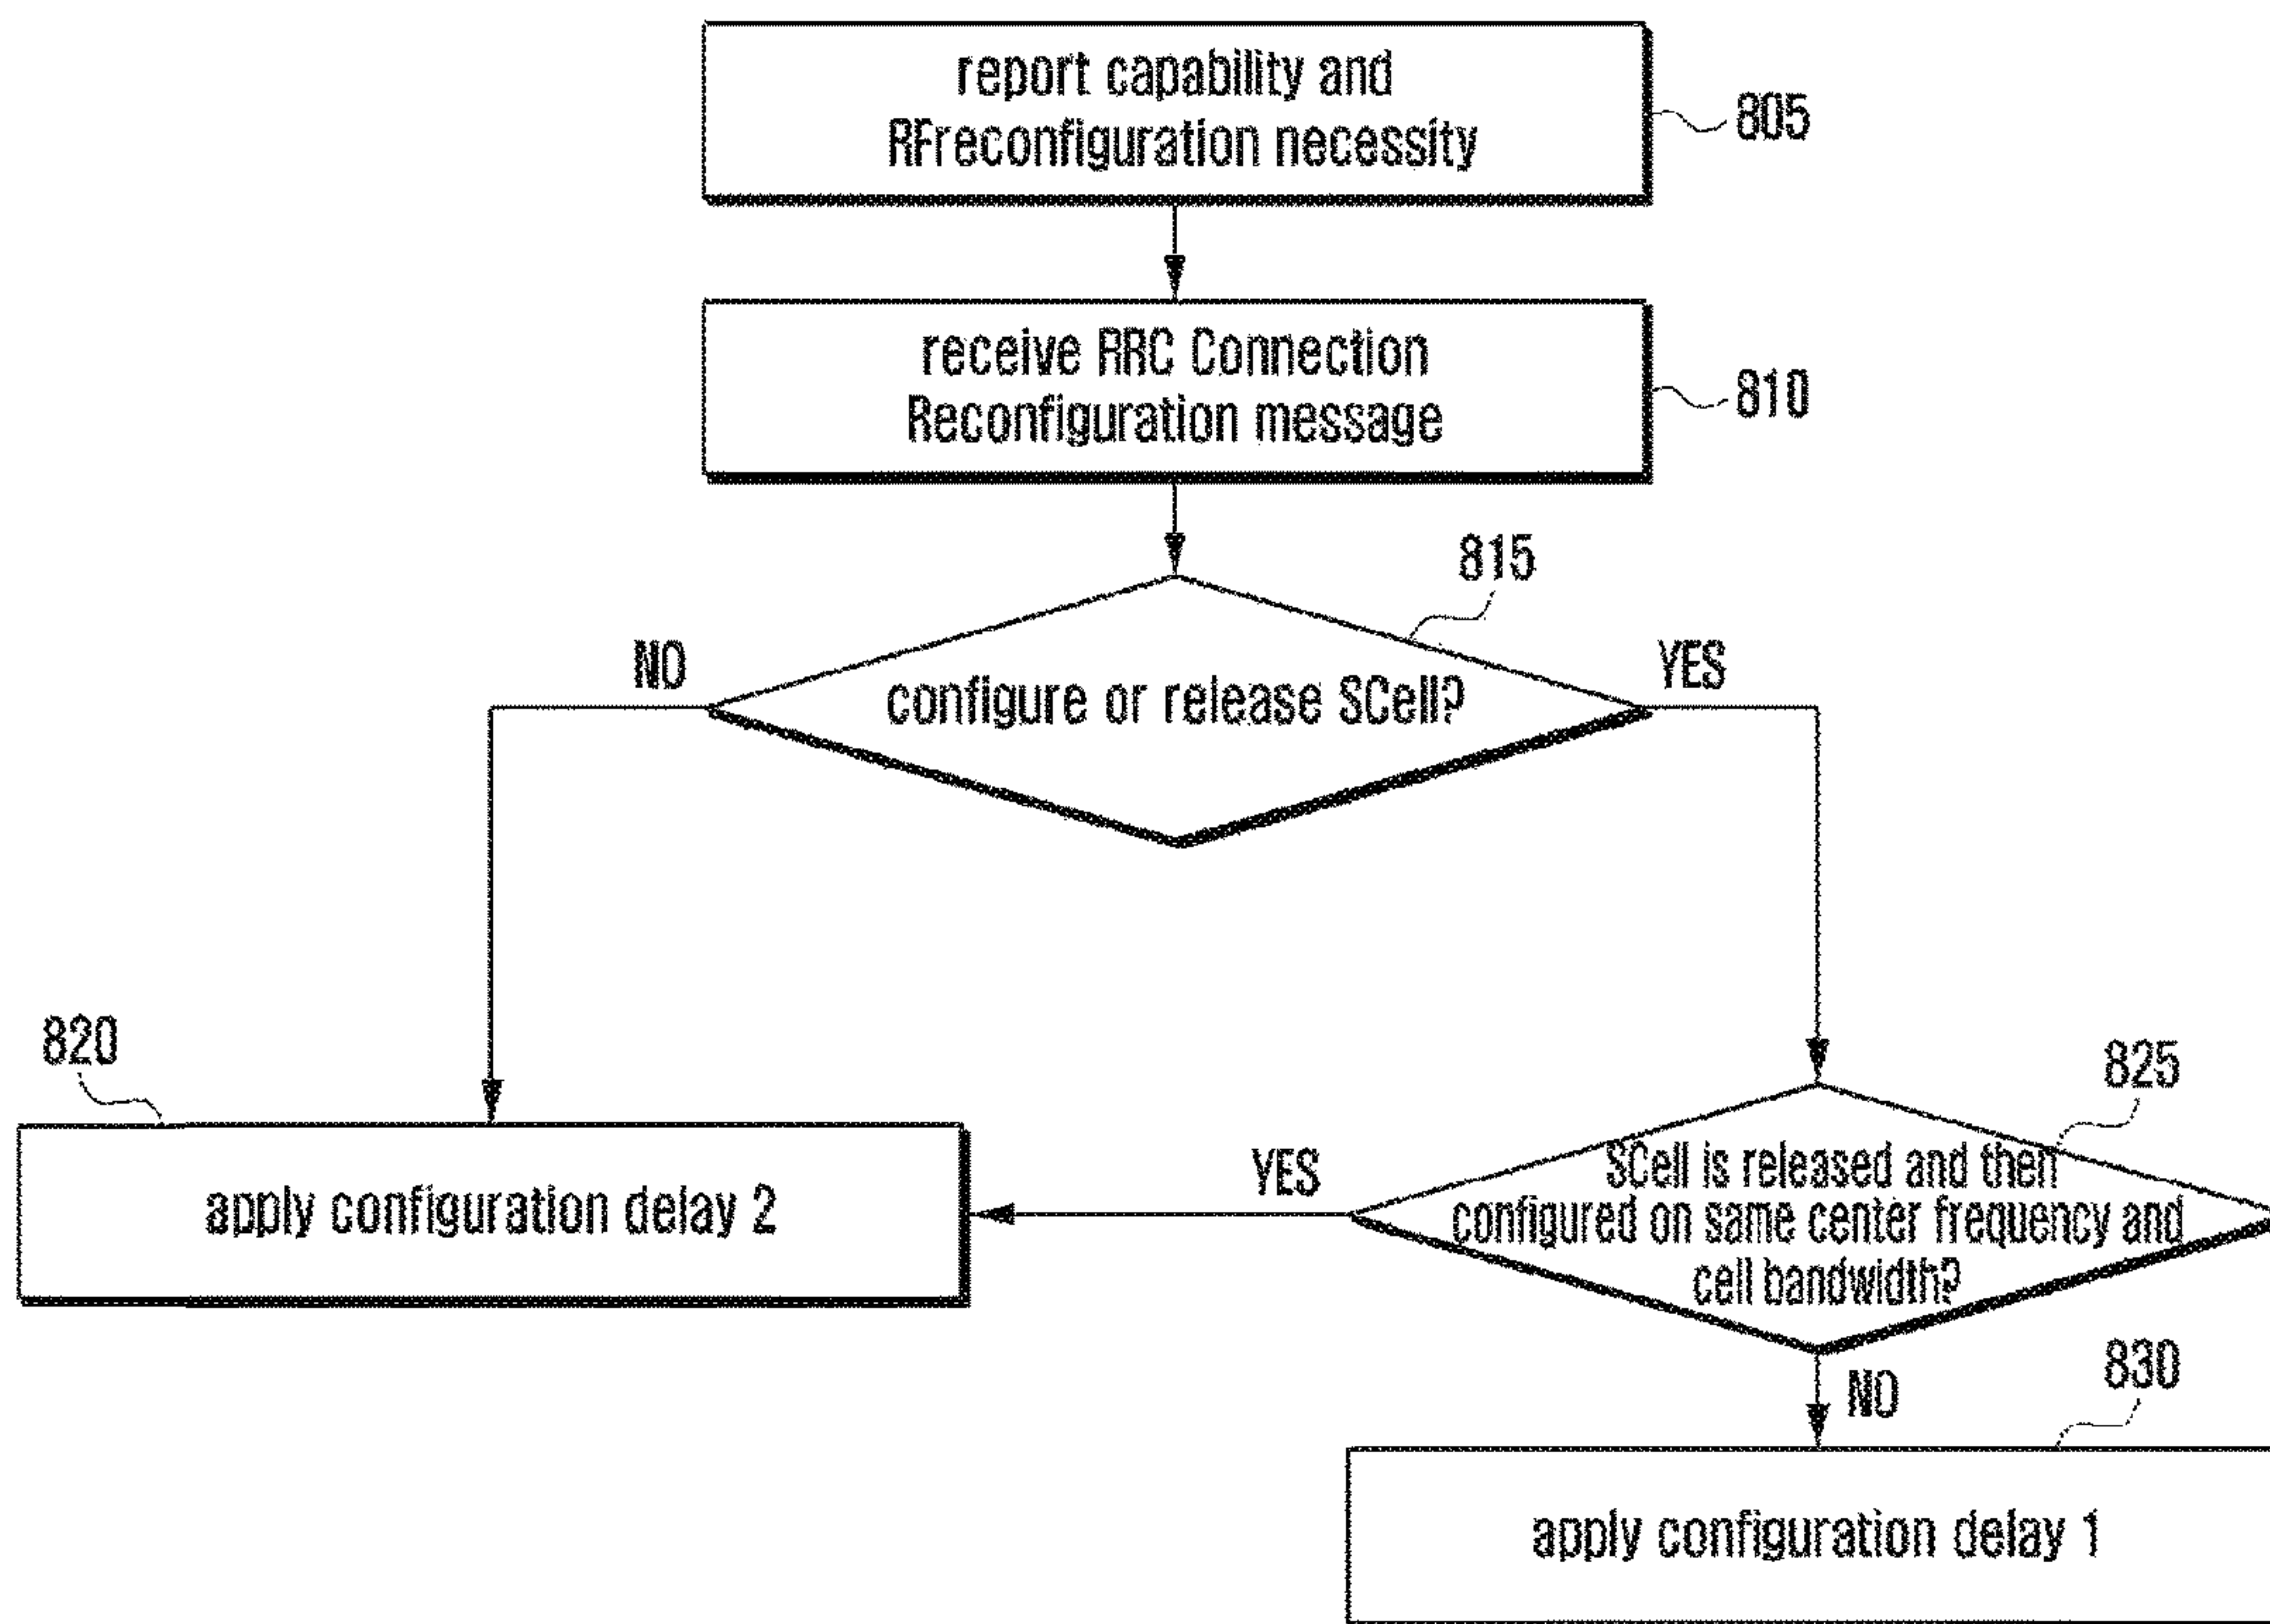 report capability and
RFreconfiguration necessity
805
receive RRC Connection
Reconfiguration message
810
815
NO
YES
configure or release SCell?
820
825
apply configuration delay 2
YES
SCell is released and then
configured on same center frequency and
cell bandwidth?
830
NO
apply configuration delay 1